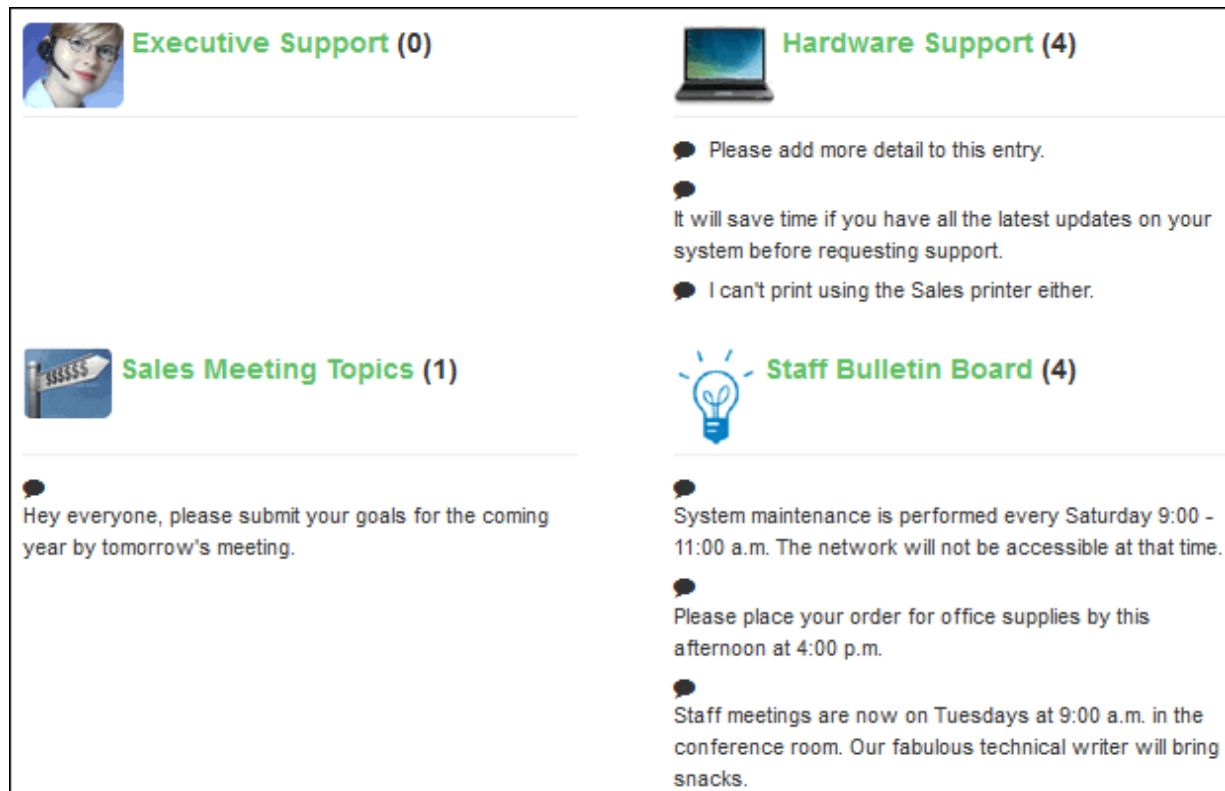 Executive Support (0)
Hardware Support (4)
Please add more detail to this entry.
It will save time if you have all the latest updates on your
system before requesting support.
I can't print using the Sales printer either.
$$$$$$
Sales Meeting Topics (1)
Hey everyone, please submit your goals for the coming
year by tomorrow's meeting.
Staff Bulletin Board (4)
System maintenance is performed every Saturday 9:00 -
11:00 a.m. The network will not be accessible at that time.
Please place your order for office supplies by this
afternoon at 4:00 p.m.
Staff meetings are now on Tuesdays at 9:00 a.m. in the
conference room. Our fabulous technical writer will bring
snacks.